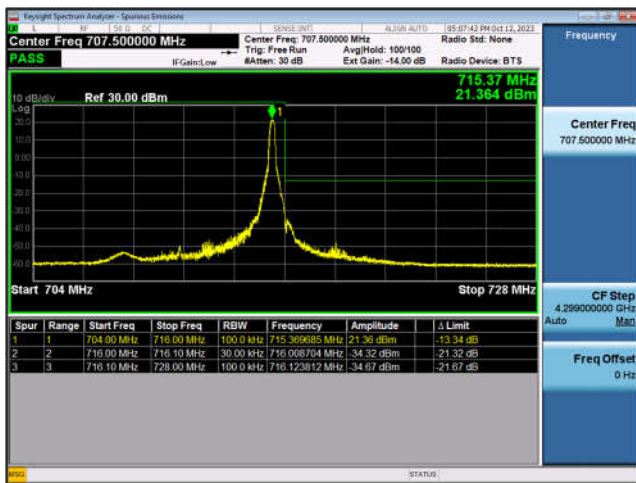 Keysight Spectrum Analyzer - Spurious Emissions
L RF 50 Ω DC SENSE:INT ALIGN AUTO 05:07:42 PM Oct 12, 2023
Center Freq 707.500000 MHz Center Freq: 707.500000 MHz Radio Std: None Frequency
Trig: Free Run Avg|Hold: 100/100
PASS IFGain:Low #Atten: 30 dB Ext Gain: -14.00 dB Radio Device: BTS
715.37 MHz
21.364 dBm
10 dB/div Ref 30.00 dBm
Log
20.0
10.0
0.00
-10.0
-20.0
-30.0
-40.0
-50.0
-60.0
1
Start 704 MHz Stop 728 MHz
Spur Range Start Freq Stop Freq RBW Frequency Amplitude Δ Limit
1 1 704.00 MHz 716.00 MHz 100.0 kHz 715.369685 MHz 21.36 dBm -13.34 dB
2 2 716.00 MHz 716.10 MHz 30.00 kHz 716.008704 MHz -34.32 dBm -21.32 dB
3 3 716.10 MHz 728.00 MHz 100.0 kHz 716.123812 MHz -34.67 dBm -21.67 dB
Center Freq
707.500000 MHz
CF Step
4.299000000 GHz
Auto Man
Freq Offset
0 Hz
MSG STATUS